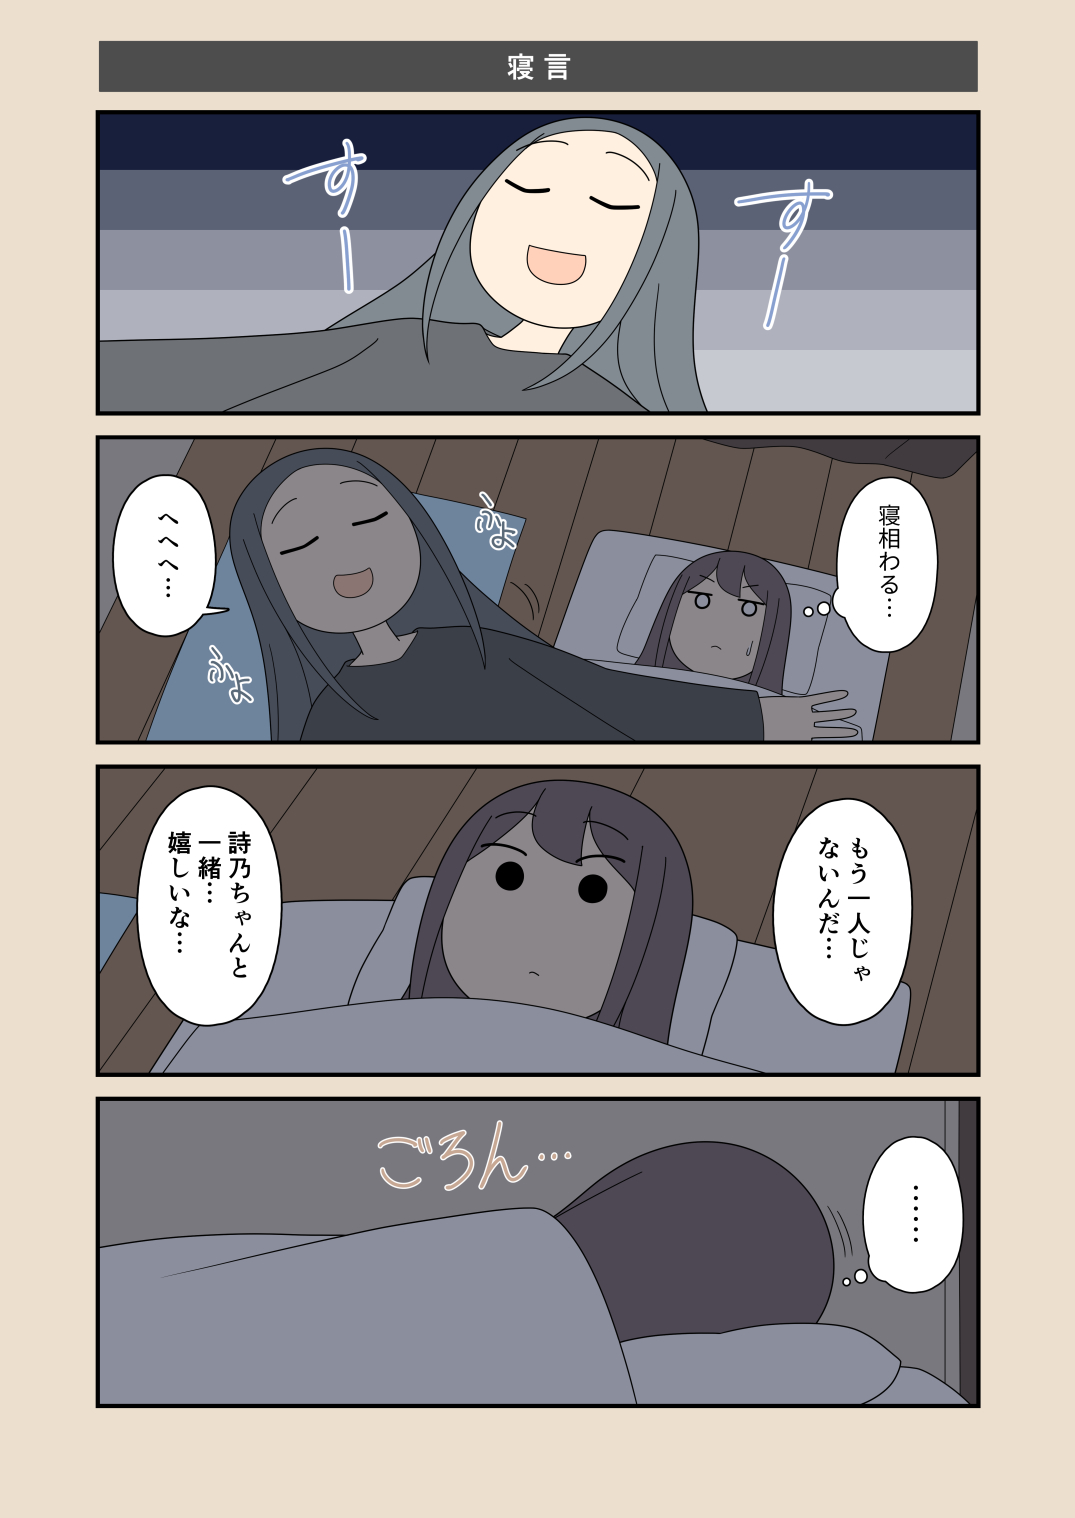 寝言
すー
すー
寝相わる…
ふよ
ふよ
へへへ…
もう一人じゃ
ないんだ…
詩乃ちゃんと
一緒…
嬉しいな…
ごろん…
……